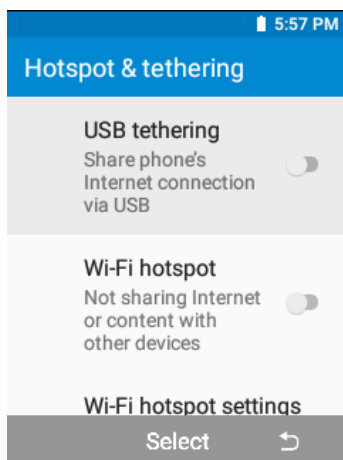 5:57 PM
Hotspot & tethering
USB tethering
Share phone's
Internet connection
via USB
Wi-Fi hotspot
Not sharing Internet
or content with
other devices
Wi-Fi hotspot settings
Select